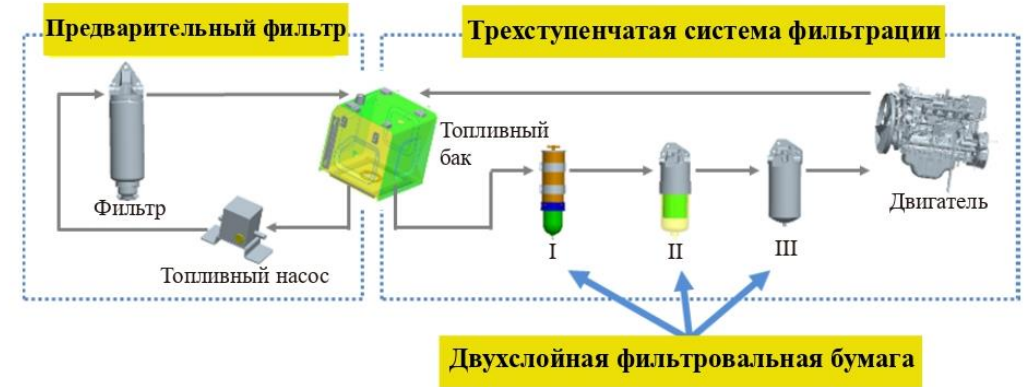 Предварительный фильтр
Трехступенчатая система фильтрации
Топливный
бак
Фильтр
Двигатель
I
II
III
Топливный насос
Двухслойная фильтровальная бумага